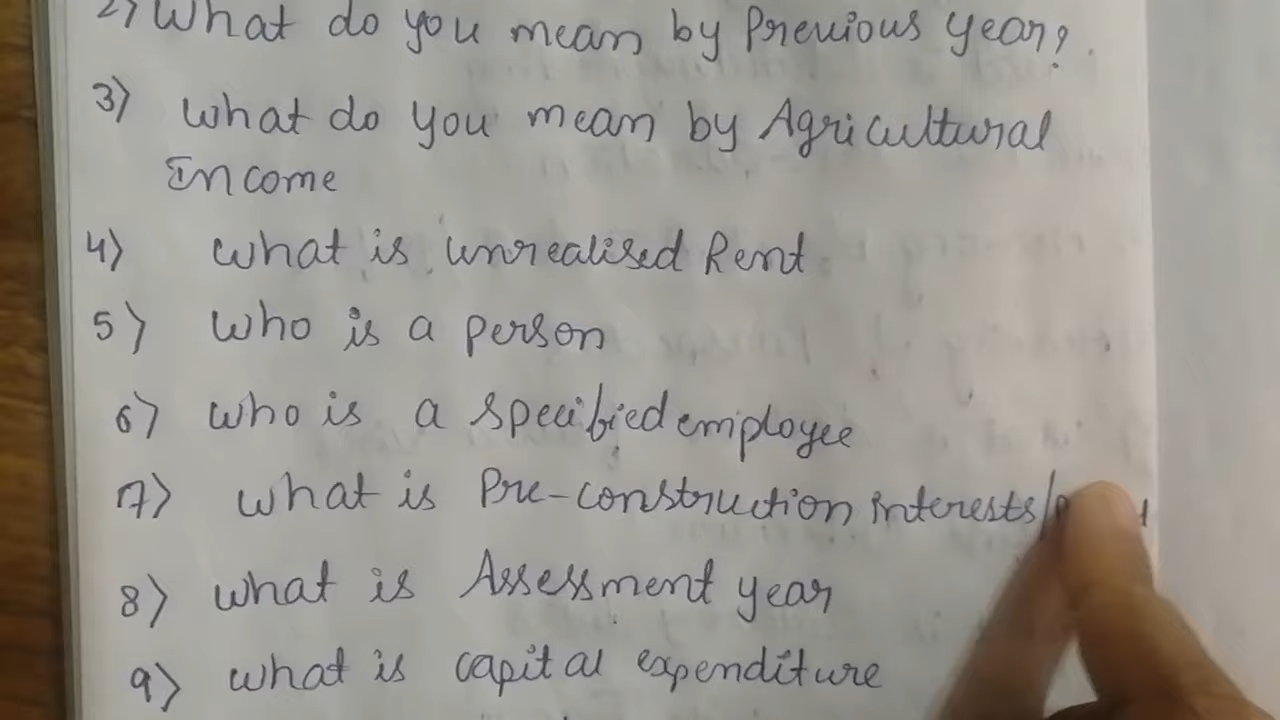 2) What do you mean by Previous year?
3) What do you mean by Agricultural
Income
4) What is unrealised Rent
5) Who is a person
6) Who is a specified employee
7) What is Pre-construction interests/
8) What is Assessment year
9) What is capital expenditure